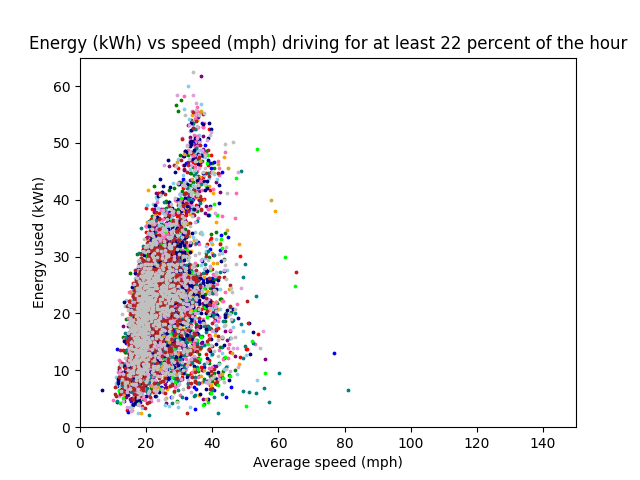 Energy (kWh) vs speed (mph) driving for at least 22 percent of the hour
60
50
40
30
20
10
0
Energy used (kWh)
0 20 40 60 80 100 120 140
Average speed (mph)